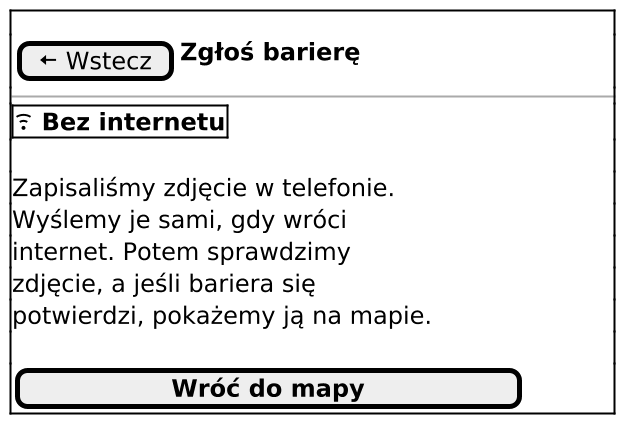 ← Wstecz Zgłoś barierę
Bez internetu
Zapisaliśmy zdjęcie w telefonie.
Wyślemy je sami, gdy wróci
internet. Potem sprawdzimy
zdjęcie, a jeśli bariera się
potwierdzi, pokażemy ją na mapie.
Wróć do mapy